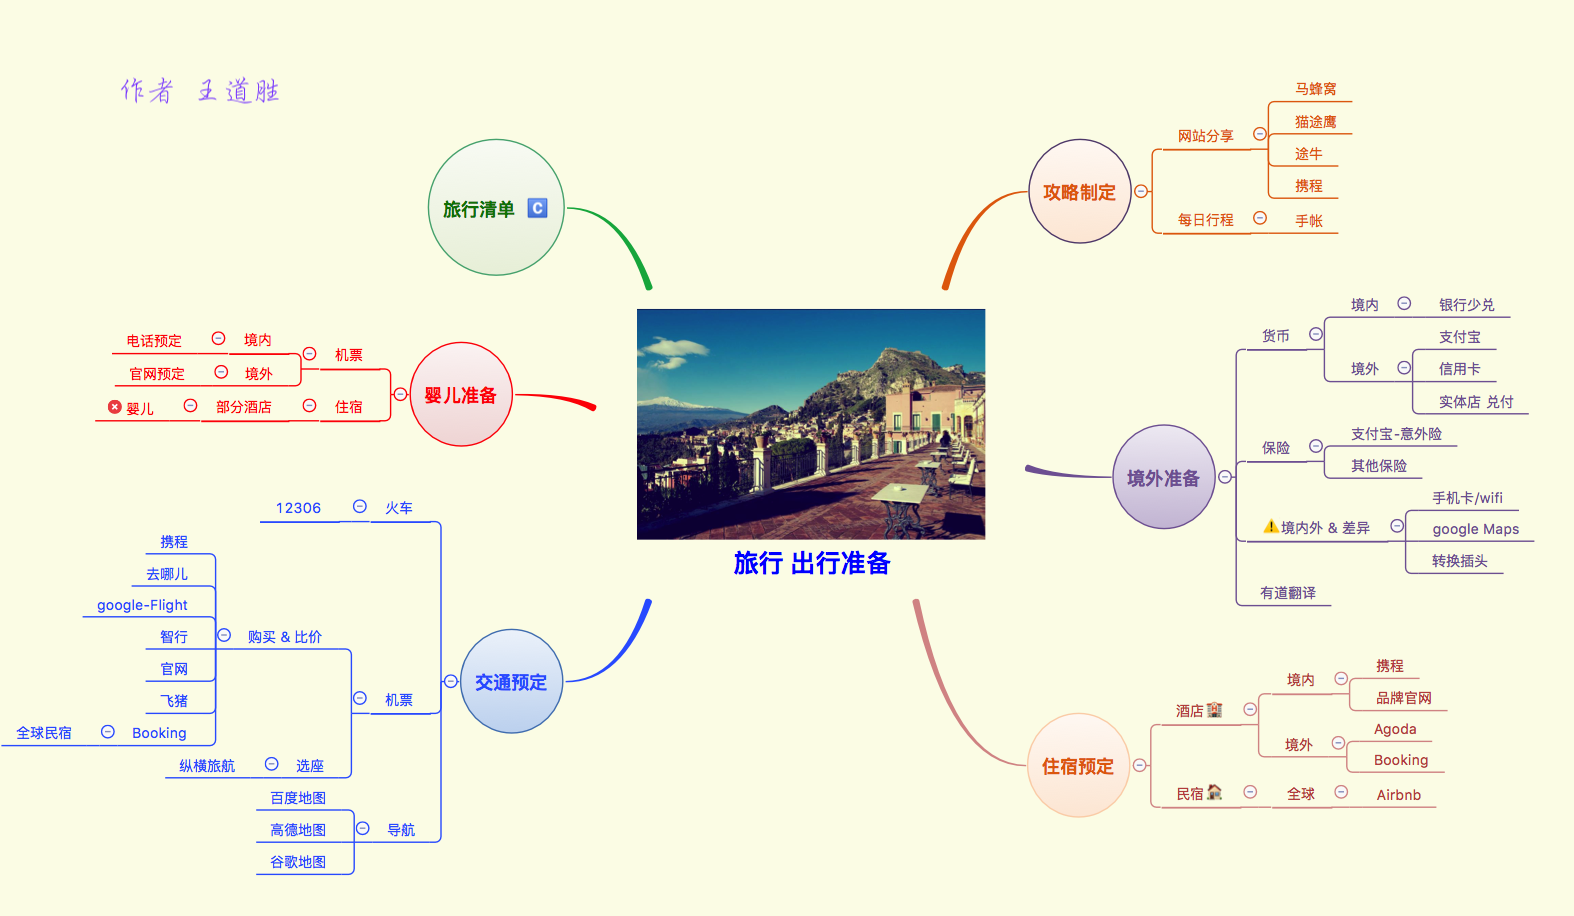 作者 王道胜
旅行 出行准备
旅行清单
婴儿准备
机票
境内
电话预定
境外
官网预定
住宿
部分酒店
婴儿
交通预定
火车
12306
机票
购买 & 比价
携程
去哪儿
google-Flight
智行
官网
飞猪
Booking
全球民宿
选座
纵横旅航
导航
百度地图
高德地图
谷歌地图
攻略制定
网站分享
马蜂窝
猫途鹰
途牛
携程
每日行程
手帐
境外准备
货币
境内
银行少兑
境外
支付宝
信用卡
实体店 兑付
保险
支付宝-意外险
其他保险
境内外 & 差异
手机卡/wifi
google Maps
转换插头
有道翻译
住宿预定
酒店
境内
携程
品牌官网
境外
Agoda
Booking
民宿
全球
Airbnb